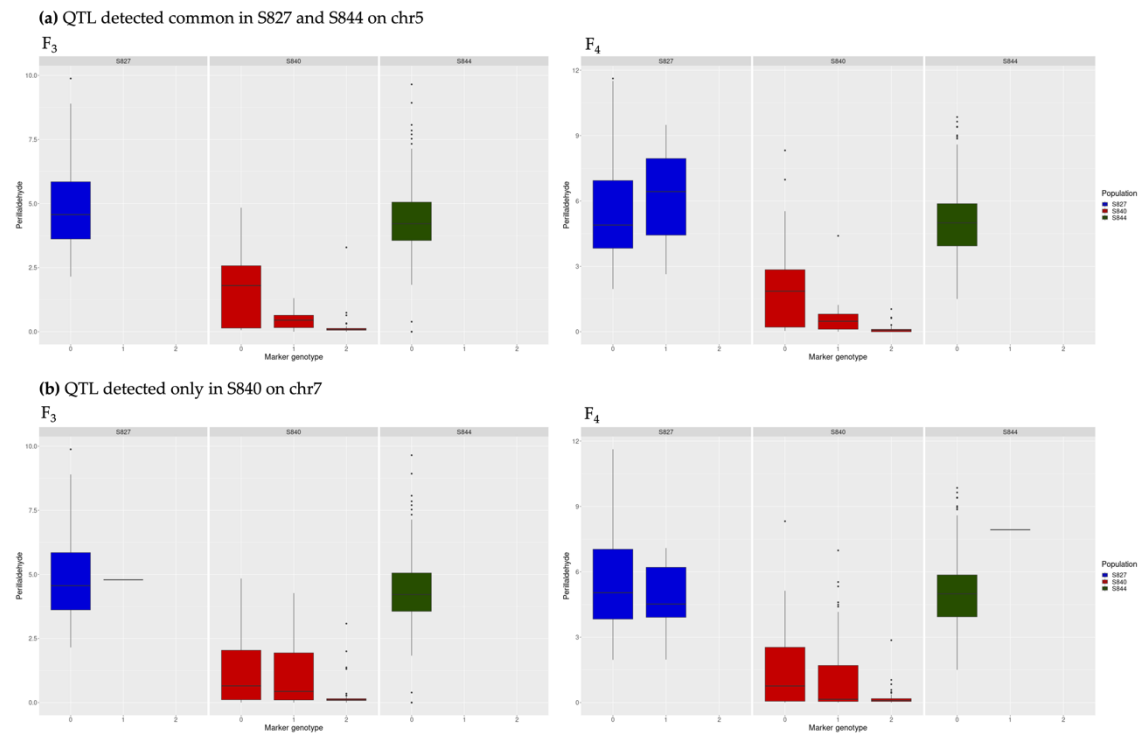 (a) QTL detected common in S827 and S844 on chr5
F3
S827 S840 S844
10.0
7.5
5.0
2.5
0.0
Perillaldehyde
0 1 2 0 1 2 0 1 2
Marker genotype
F4
S827 S840 S844
12
9
6
3
0
Perillaldehyde
0 1 2 0 1 2 0 1 2
Marker genotype
Population
S827
S840
S844
(b) QTL detected only in S840 on chr7
F3
S827 S840 S844
10.0
7.5
5.0
2.5
0.0
Perillaldehyde
0 1 2 0 1 2 0 1 2
Marker genotype
F4
S827 S840 S844
12
9
6
3
0
Perillaldehyde
0 1 2 0 1 2 0 1 2
Marker genotype
Population
S827
S840
S844